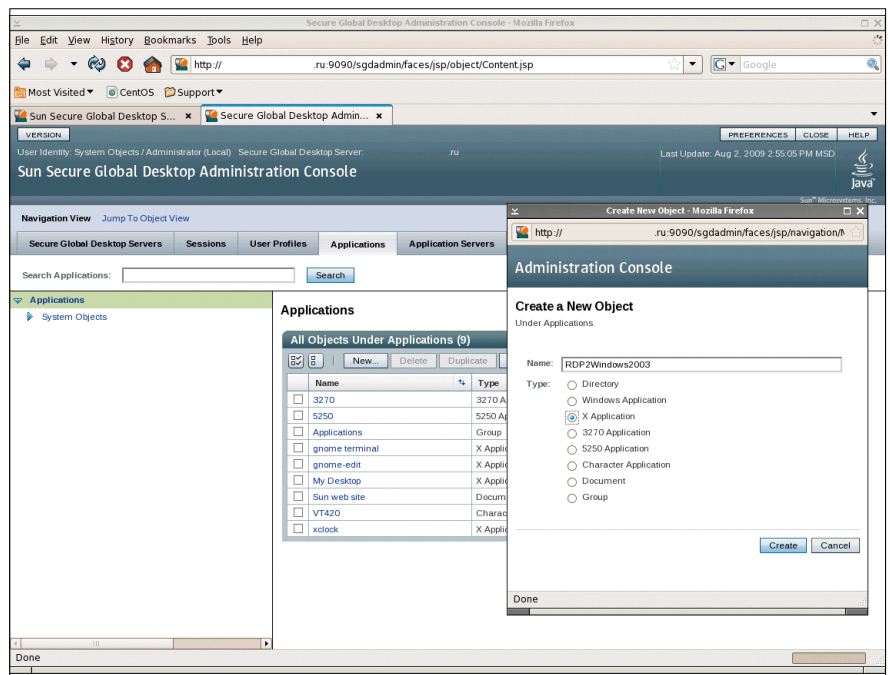 Secure Global Desktop Administration Console - Mozilla Firefox
File Edit View History Bookmarks Tools Help
http:// .ru:9090/sgdadmin/faces/jsp/object/Content.jsp
G Google
Most Visited CentOS Support
Sun Secure Global Desktop S... Secure Global Desktop Admin...
VERSION PREFERENCES CLOSE HELP
User Identity: System Objects / Administrator (Local) Secure Global Desktop Server: .ru Last Update: Aug 2, 2009 2:55:05 PM MSD
Sun Secure Global Desktop Administration Console
Java
Sun™ Microsystems, Inc.
Navigation View Jump To Object View
Secure Global Desktop Servers Sessions User Profiles Applications Application Servers
Search Applications: Search
Applications
System Objects
Applications
All Objects Under Applications (9)
New... Delete Duplicate
Name Type
3270 3270 A
5250 5250 Ap
Applications Group
gnome terminal X Applic
gnome-edit X Applic
My Desktop X Applic
Sun web site Docum
VT420 Charac
xclock X Applic
Create New Object - Mozilla Firefox
http:// .ru:9090/sgdadmin/faces/jsp/navigation/N
Administration Console
Create a New Object
Under Applications.
Name: RDP2Windows2003
Type: Directory
Windows Application
X Application
3270 Application
5250 Application
Character Application
Document
Group
Create Cancel
Done
Done